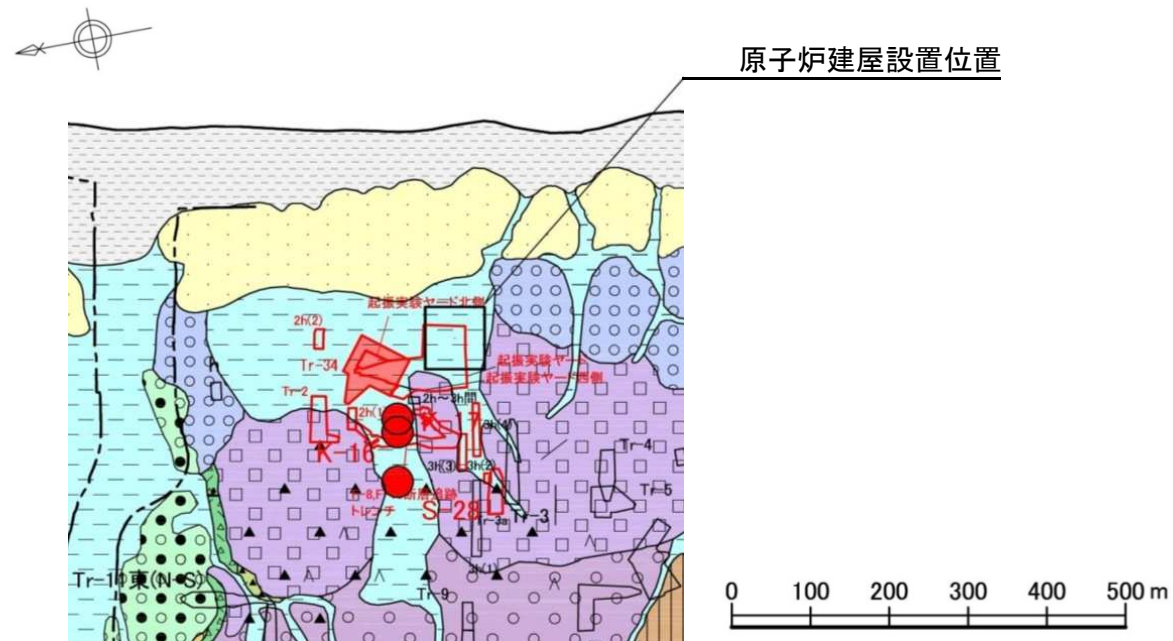 原子炉建屋設置位置
起振実験ヤード北側
2h(2)
Tr-34
起振実験ヤード
起振実験ヤード西側
Tr-2
2h～3h間
2h(1
K-16
3h(4)
3h(3)
3h(2)
Tr-4
Tr-5
断層追跡
トレンチ
S-28
Tr-3a
Tr-3
3h(1)
Tr-9
0 100 200 300 400 500 m